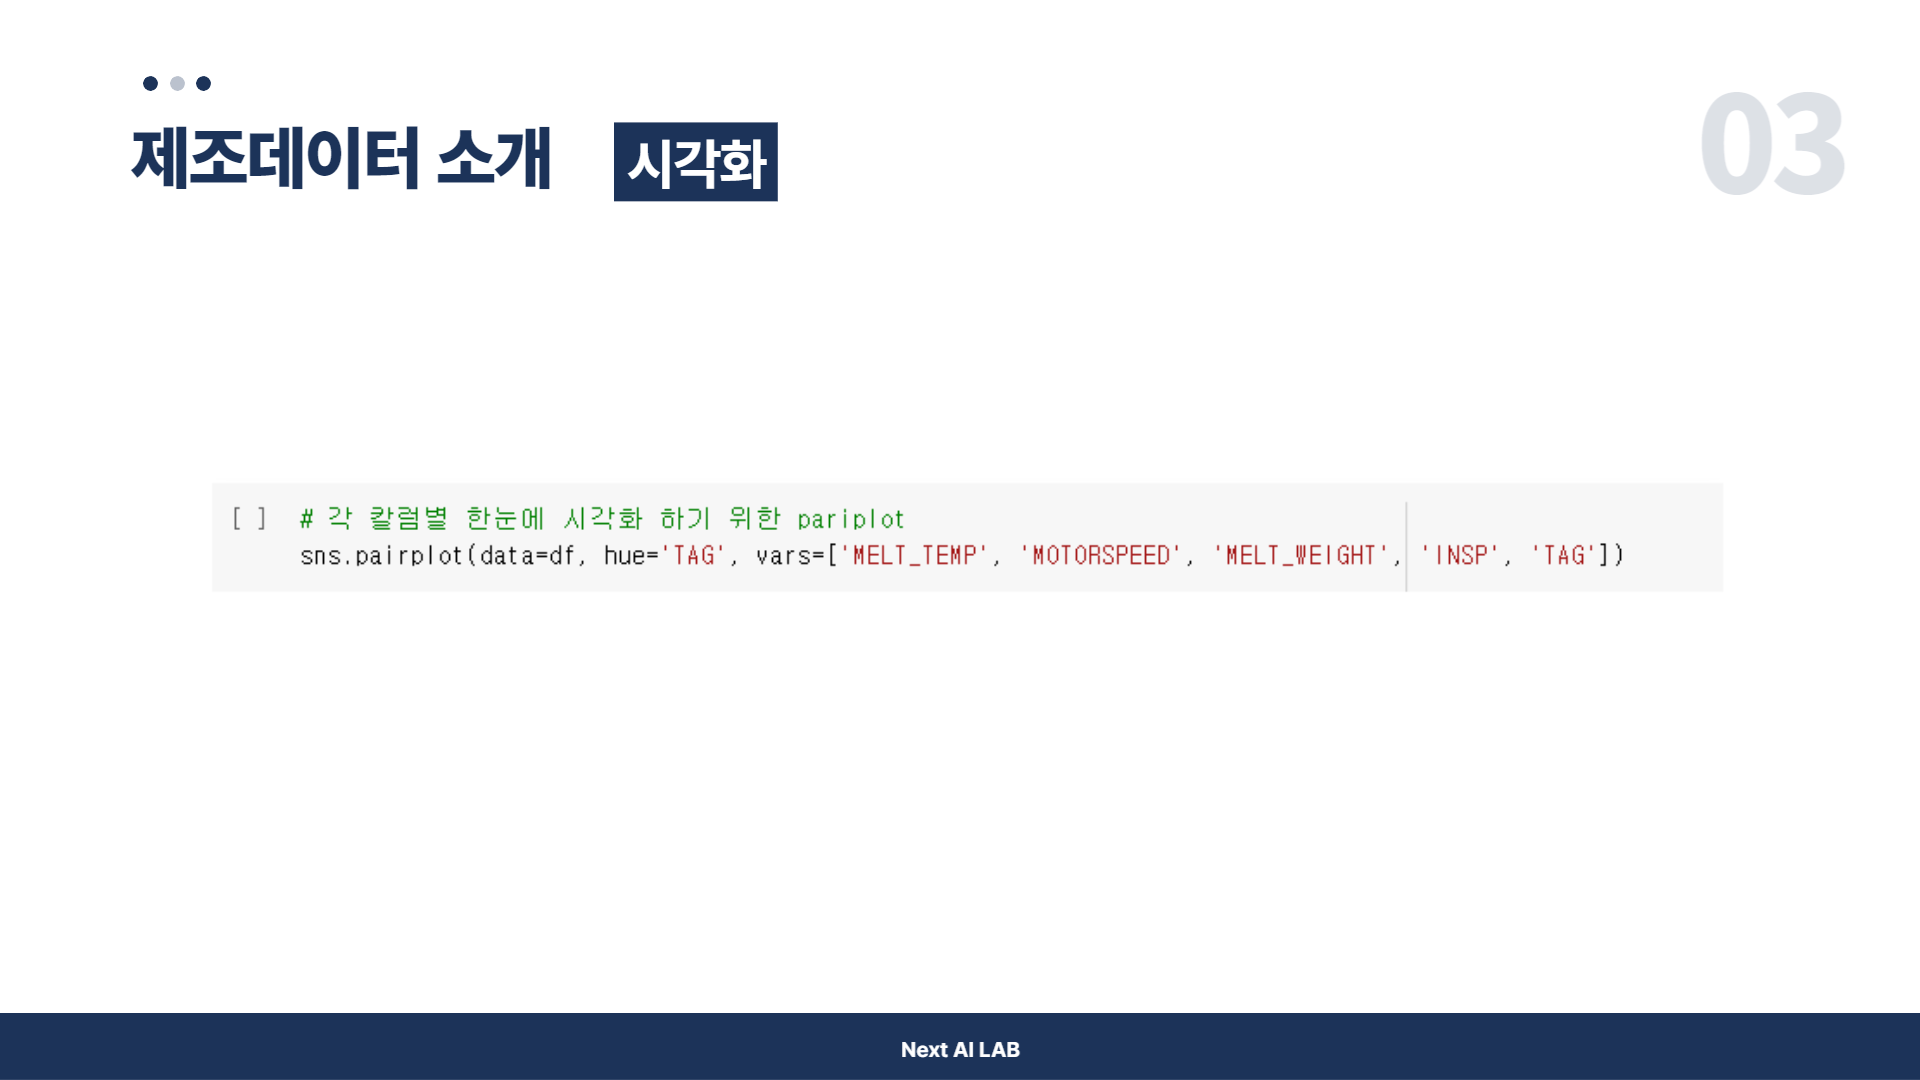 제조데이터 소개
시각화
03
[ ] # 각 칼럼별 한눈에 시각화 하기 위한 pariplot
sns.pairplot(data=df, hue='TAG', vars=['MELT_TEMP', 'MOTORSPEED', 'MELT_WEIGHT', 'INSP', 'TAG'])
Next AI LAB